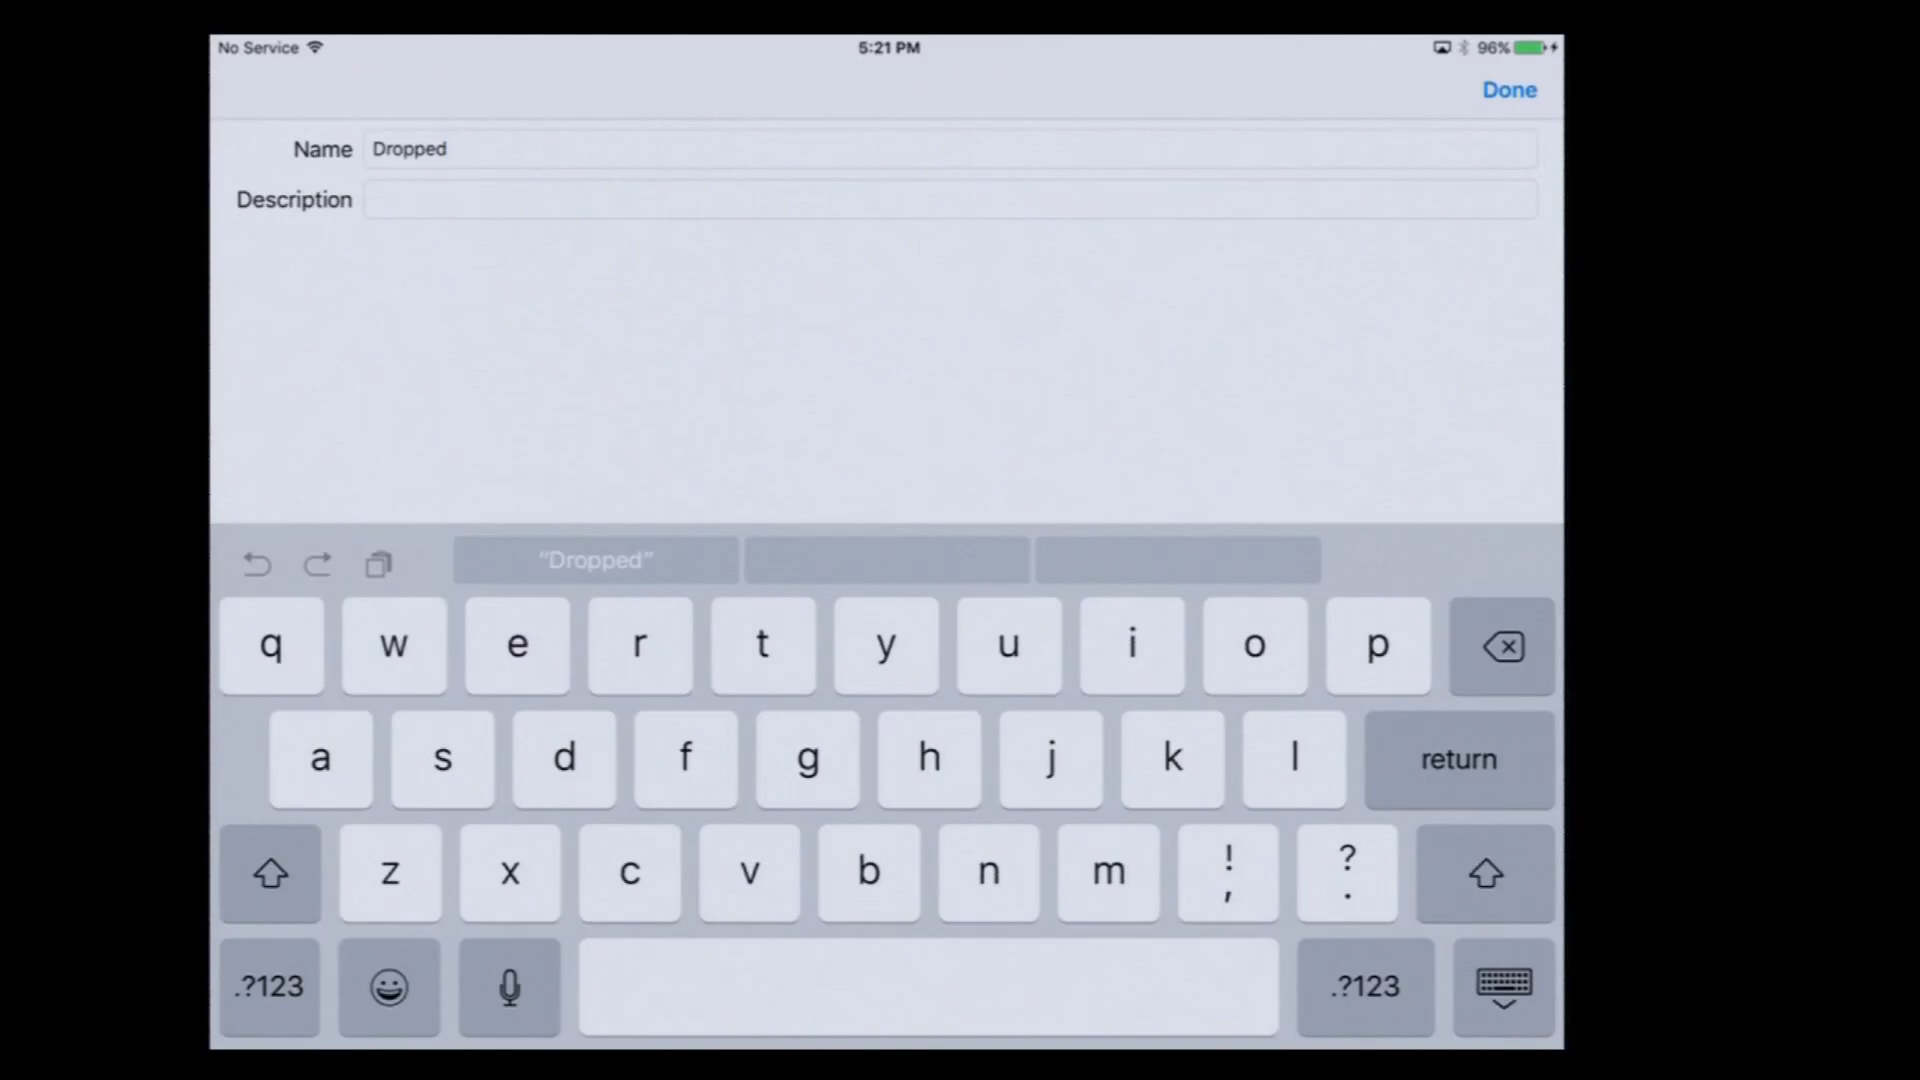 No Service 5:21 PM 96%
Done
Name Dropped
Description
"Dropped"
q w e r t y u i o p
a s d f g h j k l return
z x c v b n m ! , ? .
.?123 .?123